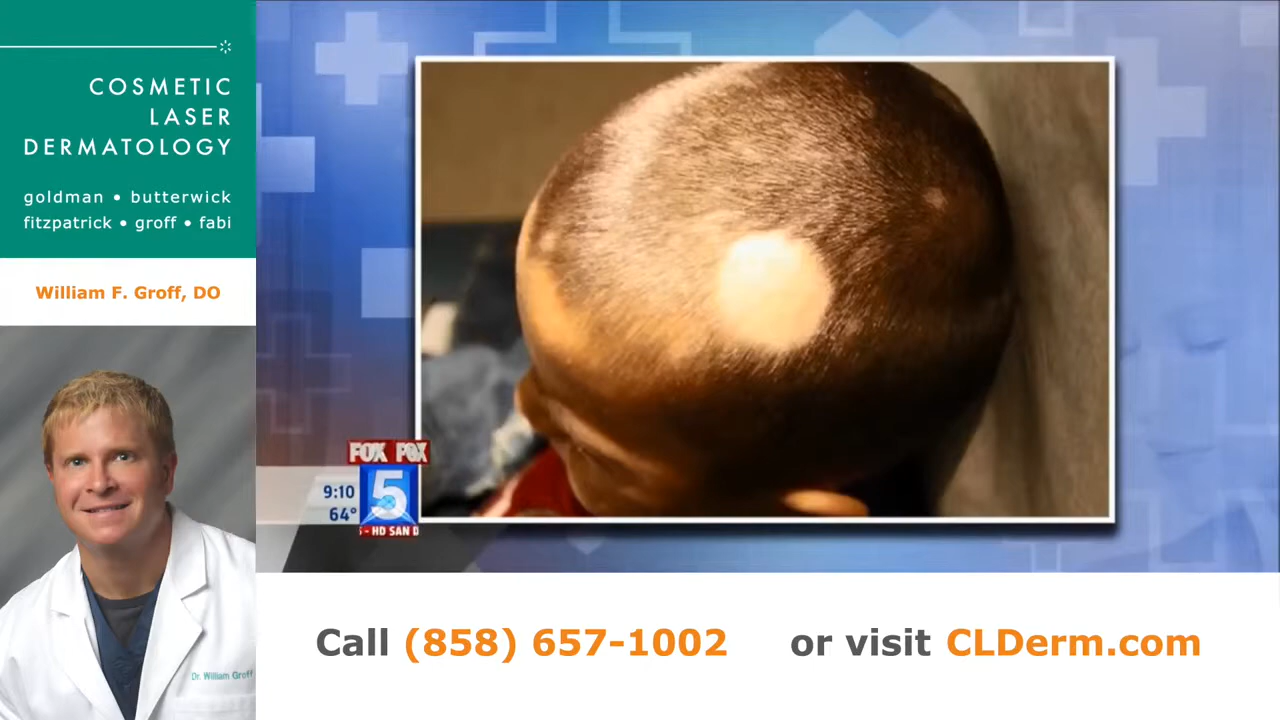 COSMETIC
LASER
DERMATOLOGY
goldman • butterwick
fitzpatrick • groff • fabi
William F. Groff, DO
Dr. William Groff
FOX FOX
5
9:10
64°
- HD SAN D
Call (858) 657-1002 or visit CLDerm.com